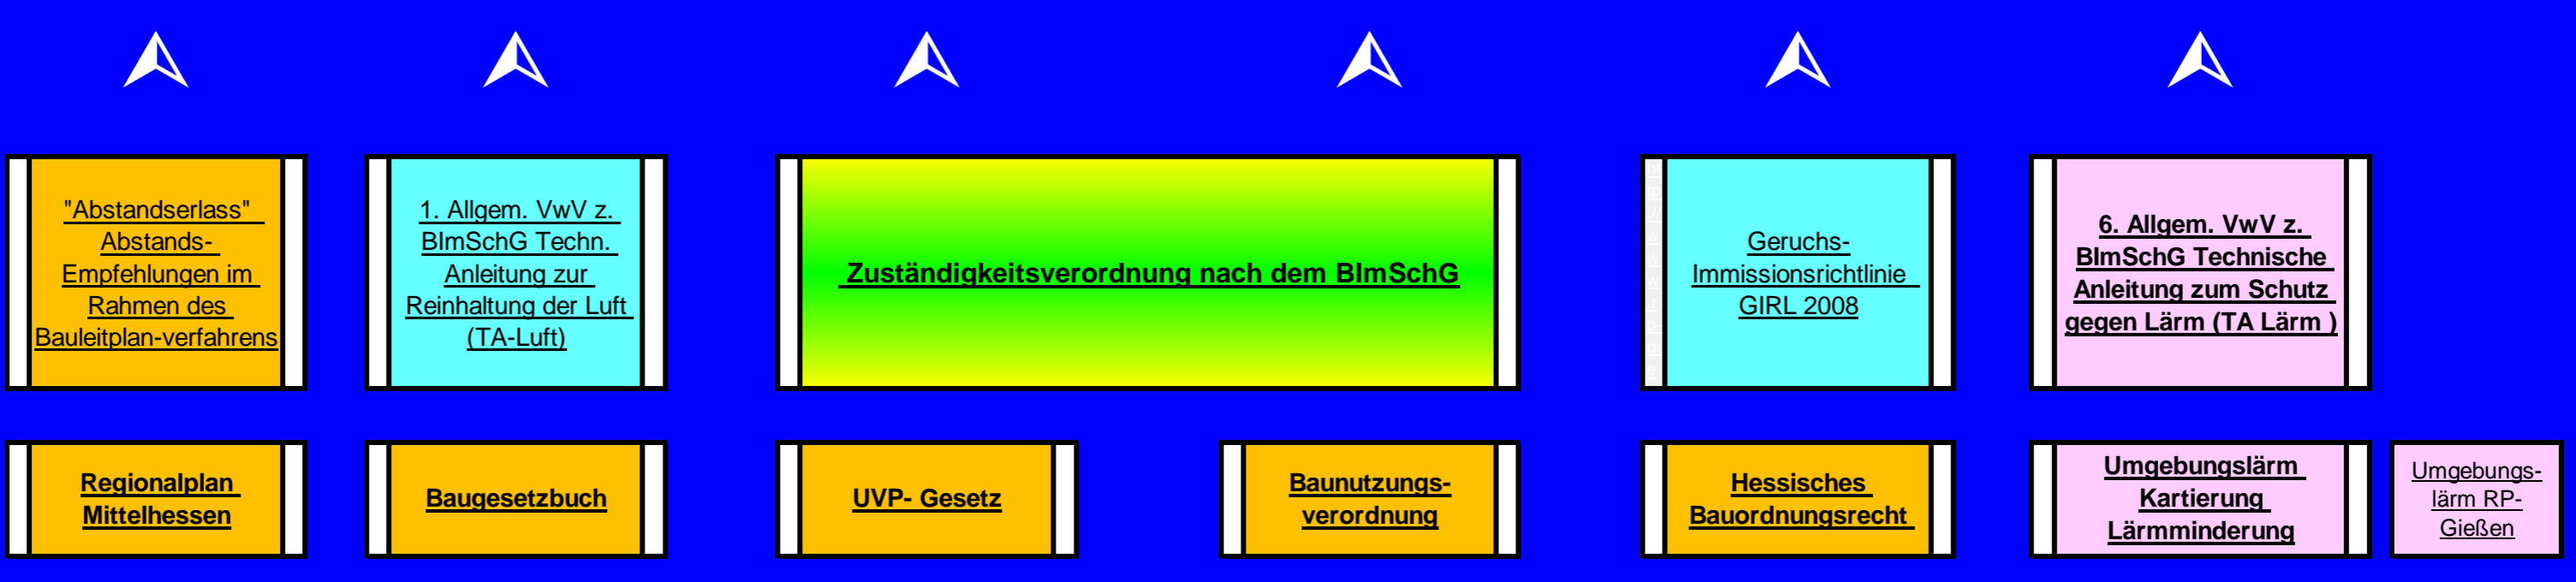 "Abstandserlass"
Abstands-
Empfehlungen im
Rahmen des
Bauleitplan-verfahrens
1. Allgem. VwV z.
BImSchG Techn.
Anleitung zur
Reinhaltung der Luft
(TA-Luft)
Zuständigkeitsverordnung nach dem BImSchG
Geruchs-
Immissionsrichtlinie
GIRL 2008
6. Allgem. VwV z.
BImSchG Technische
Anleitung zum Schutz
gegen Lärm (TA Lärm )
Regionalplan
Mittelhessen
Baugesetzbuch
UVP- Gesetz
Baunutzungs-
verordnung
Hessisches
Bauordnungsrecht
Umgebungslärm
Kartierung
Lärmminderung
Umgebungs-
lärm RP-
Gießen